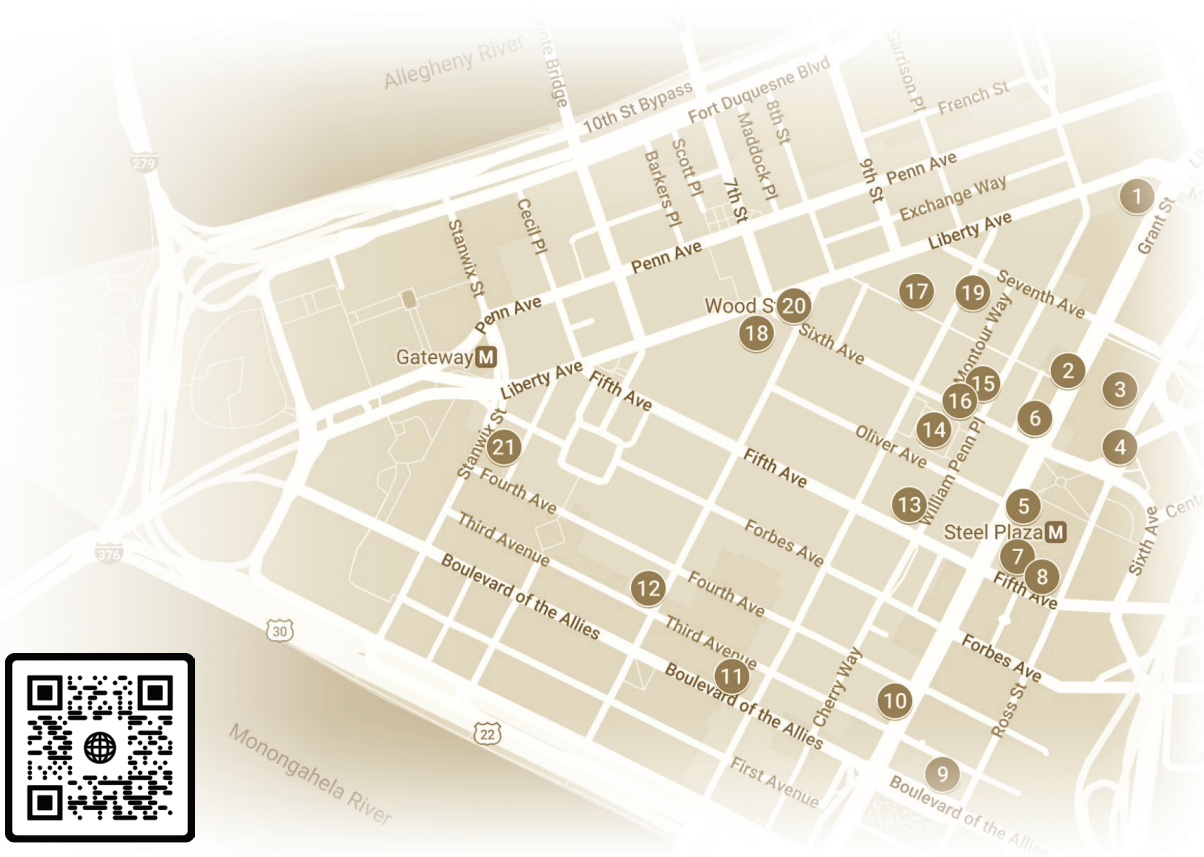 Allegheny River
Garrison Pl
10th St Bypass
Fort Duquesne Blvd
8th St
French St
Maddock Pl
Scott Pl
Barkers Pl
279
9th St
Penn Ave
7th St
Exchange Way
1
Cecil Pl
Stanwix St
Liberty Ave
Grant St
Penn Ave
17
19
Seventh Ave
Penn Ave
Wood S
20
18
Sixth Ave
Montour Way
Gateway M
Liberty Ave
Fifth Ave
2
3
15
16
6
14
Oliver Ave
William Penn Pl
4
Stanwix St
21
Fifth Ave
Fourth Ave
13
5
Third Avenue
Forbes Ave
Steel Plaza M
Sixth Ave
376
7
8
Fifth Ave
Boulevard of the Allies
12
Fourth Ave
30
Third Avenue
Forbes Ave
11
Boulevard of the Allies
Cherry Way
10
Ross St
22
Monongahela River
First Avenue
9
Boulevard of the Allies